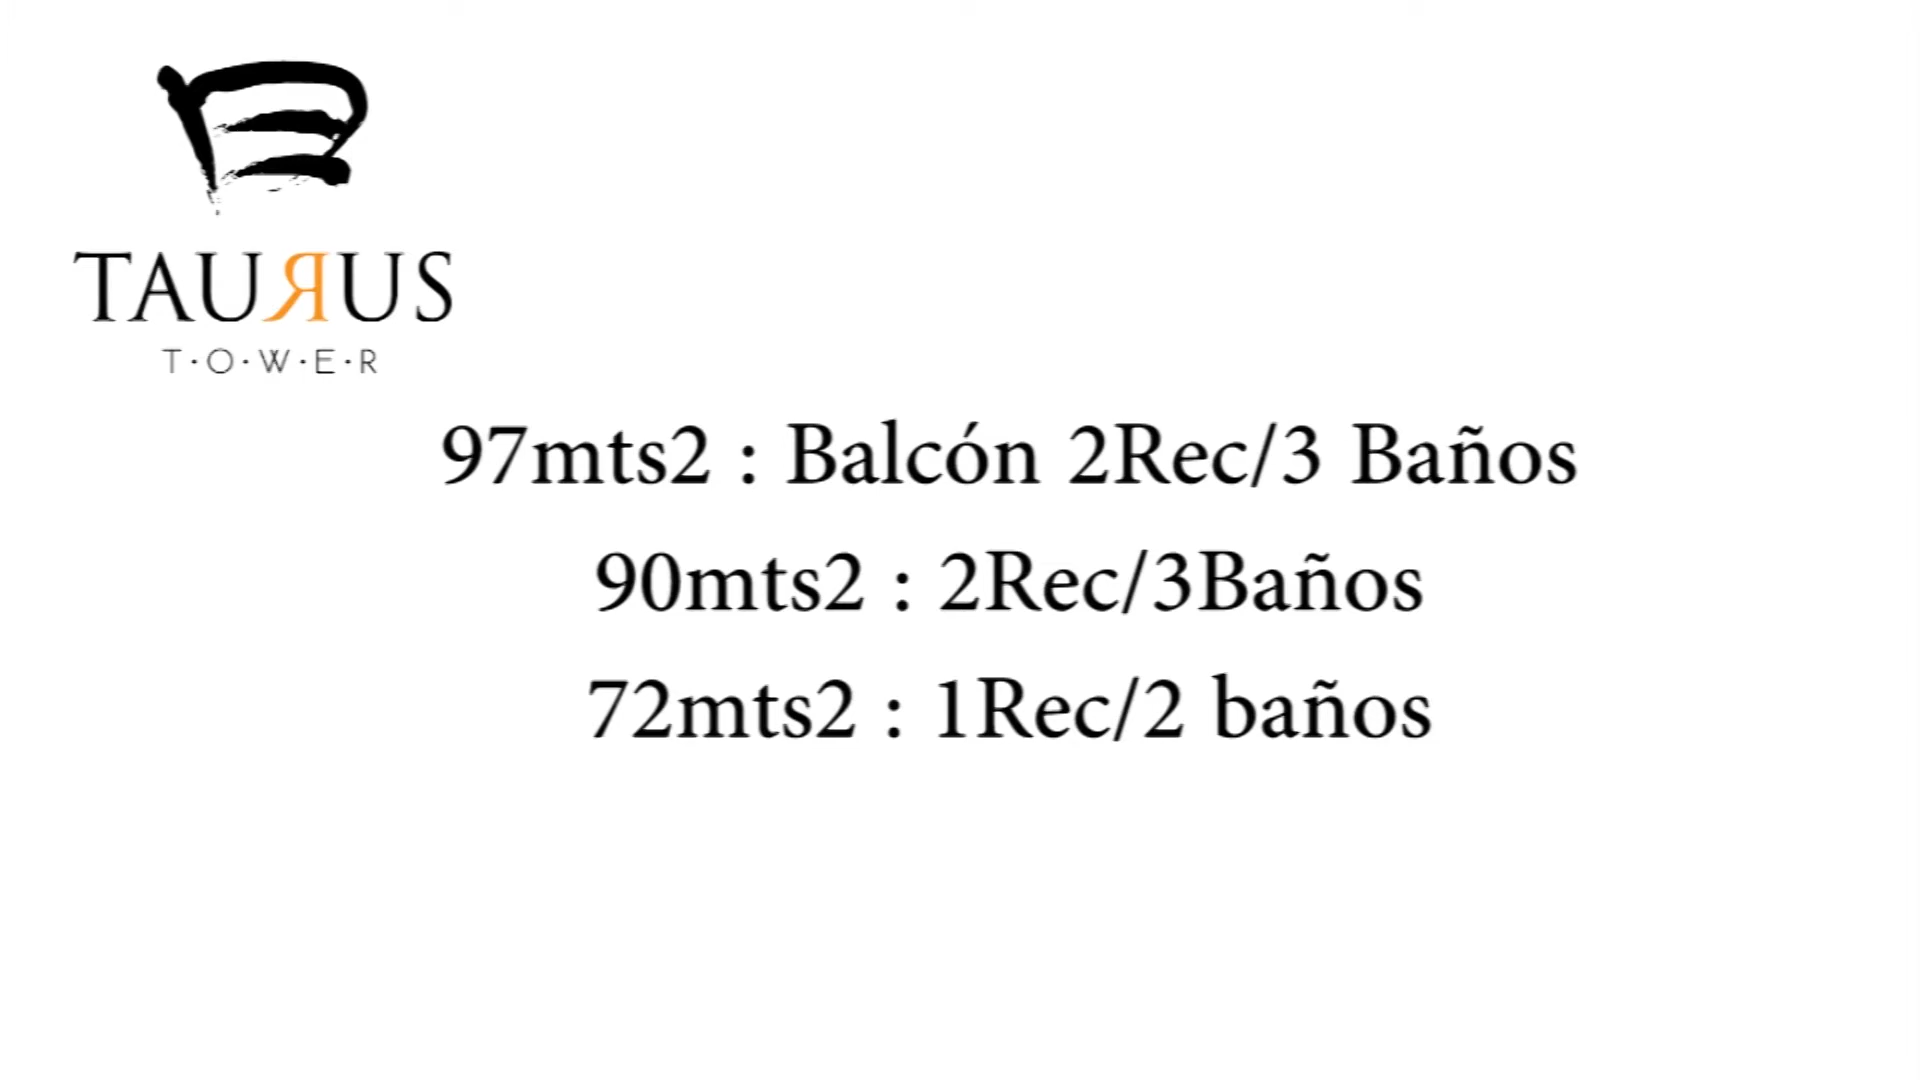 TAURUS
T·O·W·E·R
97mts2 : Balcón 2Rec/3 Baños
90mts2 : 2Rec/3Baños
72mts2 : 1Rec/2 baños